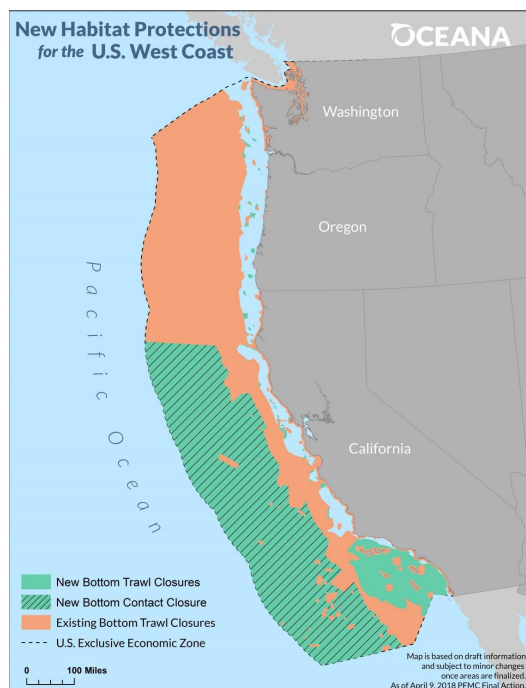 New Habitat Protections
for the U.S. West Coast
OCEANA
Washington
Oregon
Pacific Ocean
California
New Bottom Trawl Closures
New Bottom Contact Closure
Existing Bottom Trawl Closures
U.S. Exclusive Economic Zone
0 100 Miles
Map is based on draft information
and subject to minor changes
once areas are finalized.
As of April 9, 2018 PFMC Final Action.